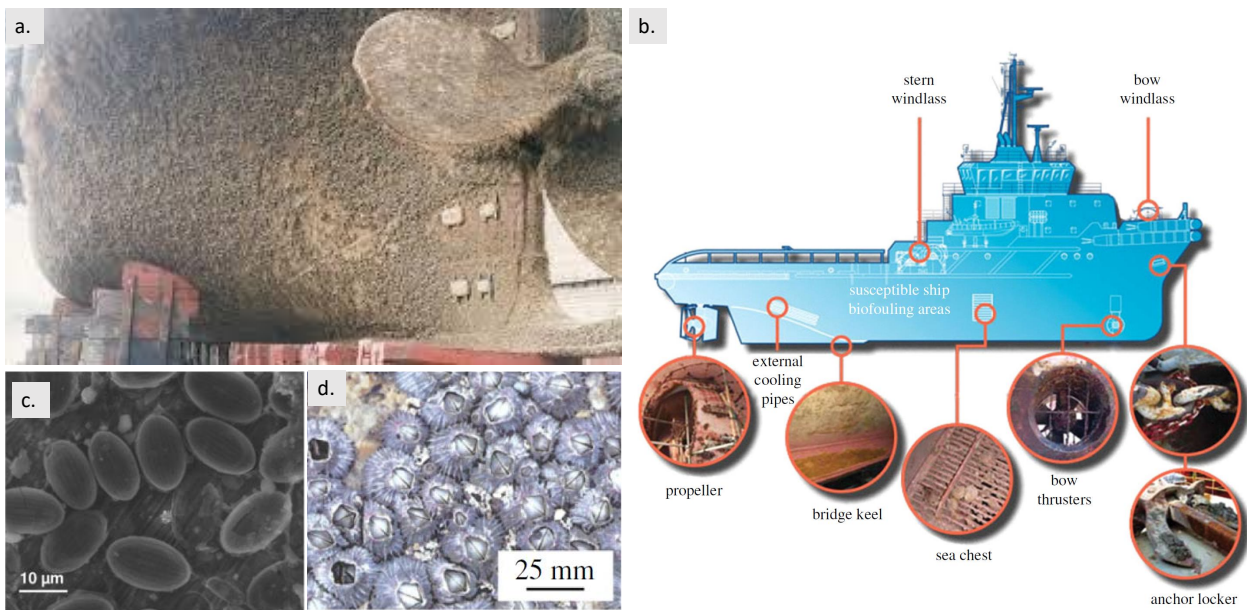 a.
b.
stern
windlass
bow
windlass
susceptible ship
biofouling areas
external
cooling
pipes
propeller
bridge keel
sea chest
bow
thrusters
anchor locker
c.
10 µm
d.
25 mm